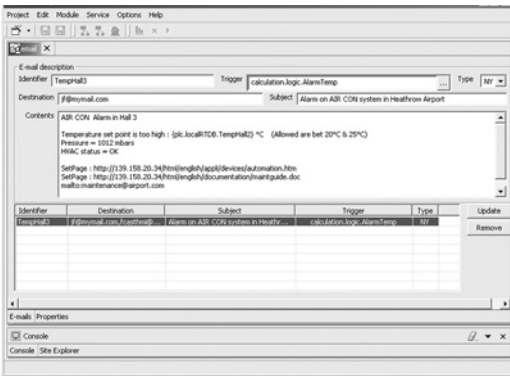 Project Edit Module Service Options Help
email
E-mail description
Identifier TempHall3 Trigger calculation.logic.AlarmTemp ... Type NY
Destination jf@mymail.com Subject Alarm on AIR CON system in Heathrow Airport
Contents AIR CON Alarm in Hall 3
Temperature set point is too high : {plc.localRTDB.TempHall2} °C (Allowed are bet 20°C & 25°C)
Pressure = 1012 mbars
HVAC status = OK
SetPage : http://139.158.20.34/html/english/appli/devices/automation.htm
SetPage : http://139.158.20.34/html/english/documentation/maintguide.doc
mailto:maintenance@airport.com
Identifier Destination Subject Trigger Type Update
TempHall3 jf@mymail.com, Alarm on AIR CON system in Heathr... calculation.logic.AlarmTemp NY
Remove
E-mails Properties
Console
Console Site Explorer